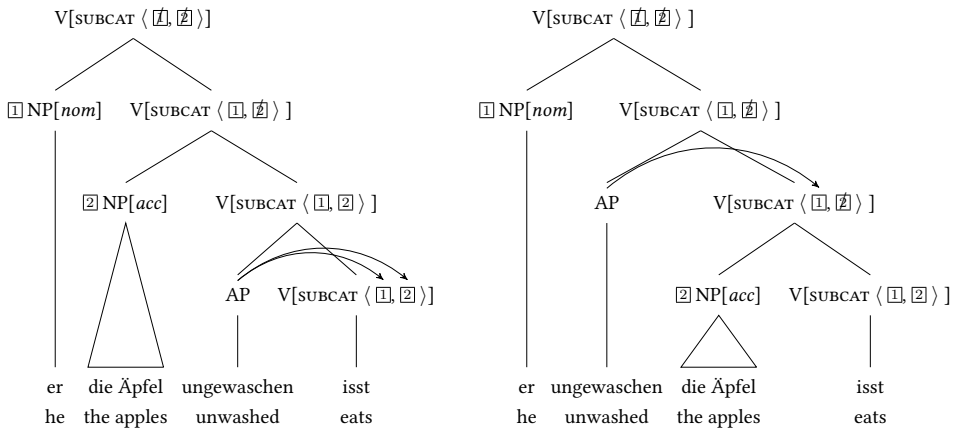 V[SUBCAT ⟨ 1̸, 2̸ ⟩] V[SUBCAT ⟨ 1̸, 2̸ ⟩ ]
1 NP[nom] V[SUBCAT ⟨ 1, 2̸ ⟩ ] 1 NP[nom] V[SUBCAT ⟨ 1, 2̸ ⟩ ]
2 NP[acc] V[SUBCAT ⟨ 1, 2 ⟩ ] AP V[SUBCAT ⟨ 1, 2̸ ⟩ ]
AP V[SUBCAT ⟨ 1, 2 ⟩] 2 NP[acc] V[SUBCAT ⟨ 1, 2 ⟩ ]
er die Äpfel ungewaschen isst er ungewaschen die Äpfel isst
he the apples unwashed eats he unwashed the apples eats